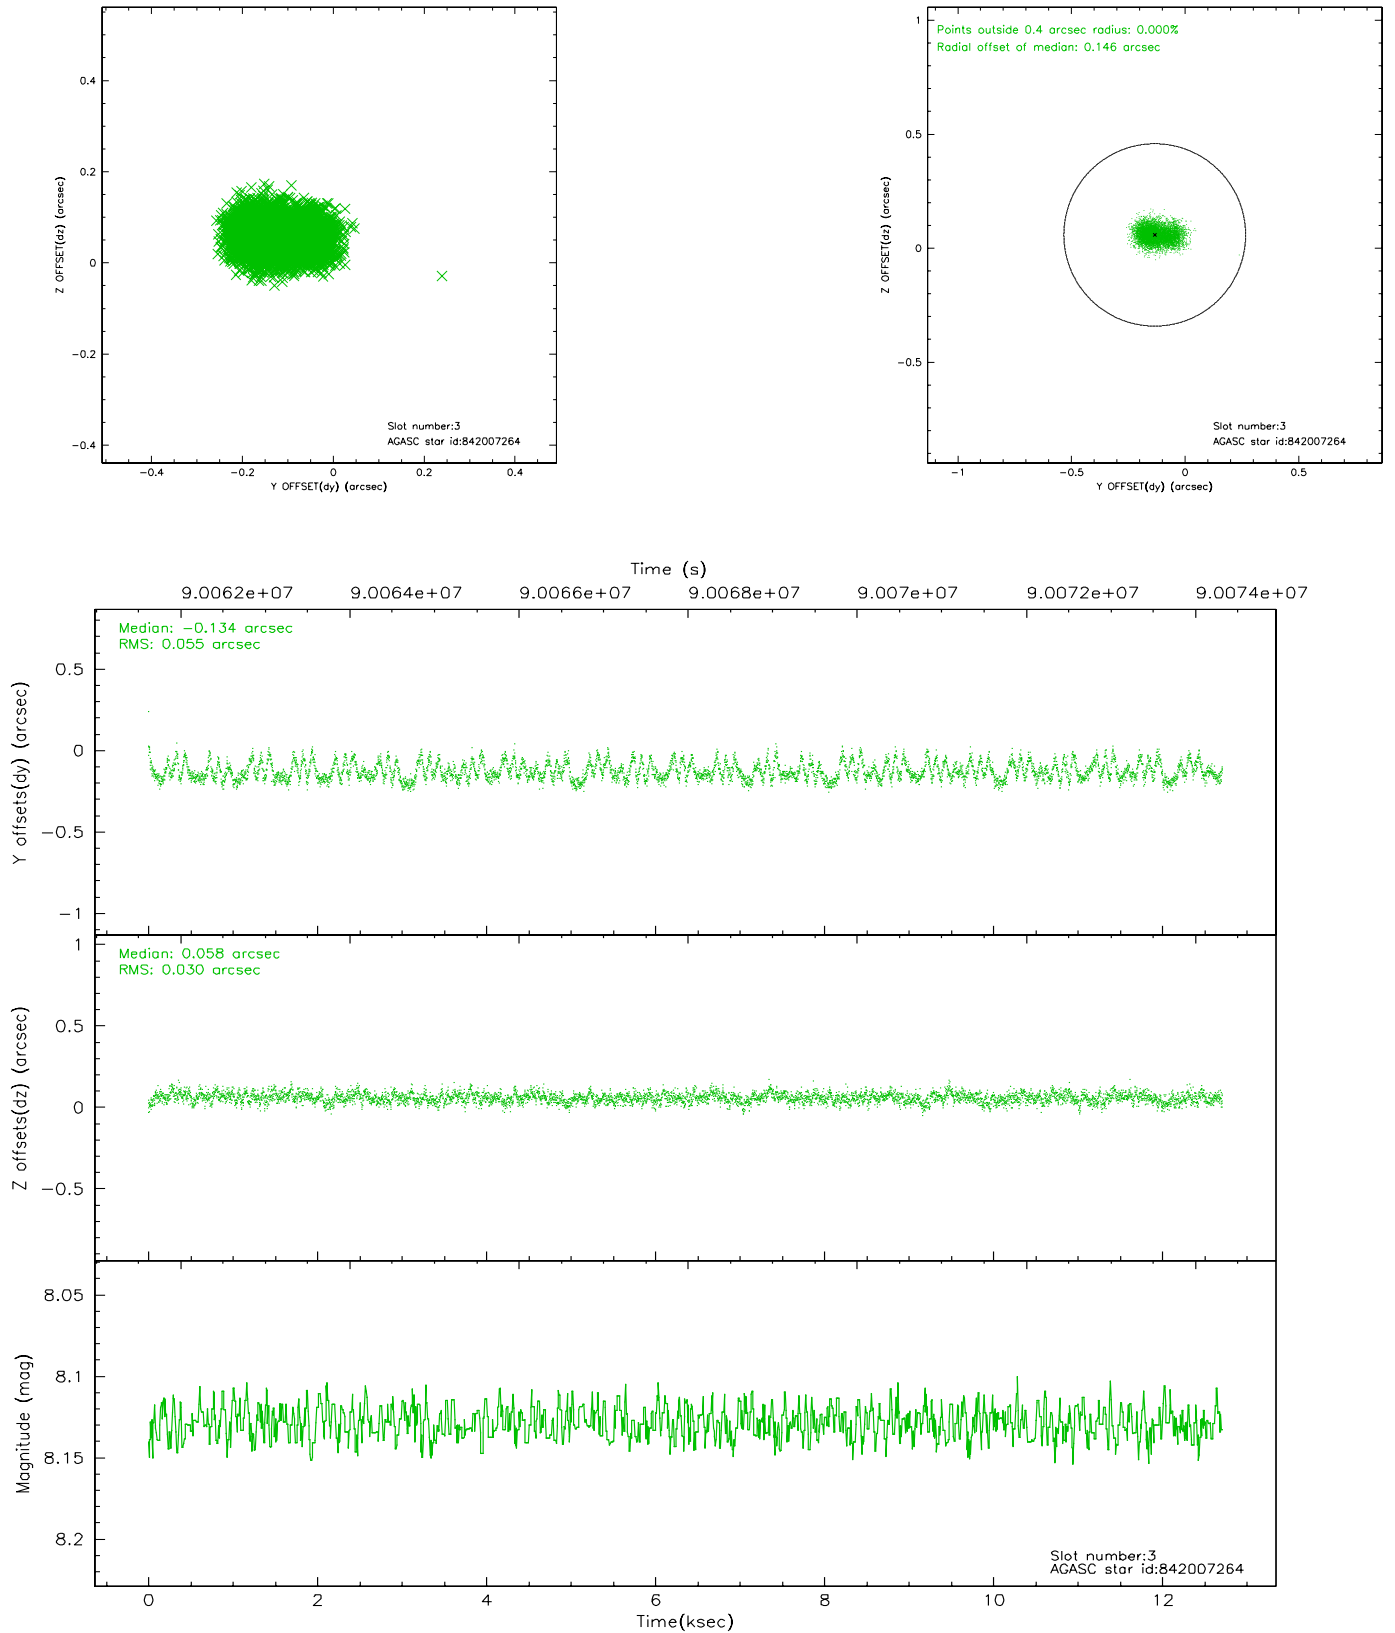 0.4
0.2
0
−0.2
−0.4
Z OFFSET(dz) (arcsec)
Slot number:3
AGASC star id:842007264
−0.4 −0.2 0 0.2 0.4
Y OFFSET(dy) (arcsec)
Points outside 0.4 arcsec radius: 0.000%
Radial offset of median: 0.146 arcsec
1
0.5
0
−0.5
Z OFFSET(dz) (arcsec)
Slot number:3
AGASC star id:842007264
−1 −0.5 0 0.5
Y OFFSET(dy) (arcsec)
Time (s)
9.0062e+07 9.0064e+07 9.0066e+07 9.0068e+07 9.007e+07 9.0072e+07 9.0074e+07
Median: −0.134 arcsec
RMS: 0.055 arcsec
0.5
0
−0.5
−1
Y offsets(dy) (arcsec)
Median: 0.058 arcsec
RMS: 0.030 arcsec
1
0.5
0
−0.5
Z offsets(dz) (arcsec)
8.05
8.1
8.15
8.2
Magnitude (mag)
Slot number:3
AGASC star id:842007264
0 2 4 6 8 10 12
Time(ksec)